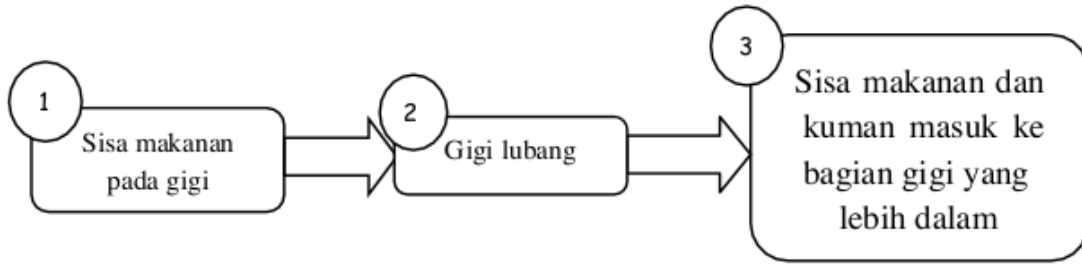 1
Sisa makanan
pada gigi
2
Gigi lubang
3
Sisa makanan dan
kuman masuk ke
bagian gigi yang
lebih dalam